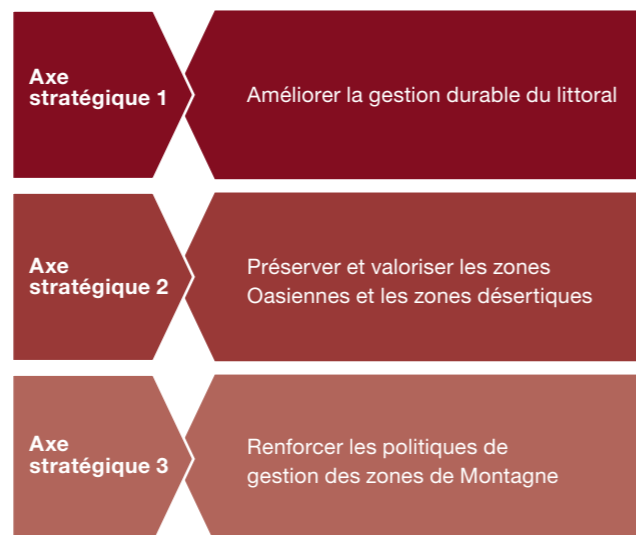 Axe
stratégique 1
Améliorer la gestion durable du littoral
Axe
stratégique 2
Préserver et valoriser les zones
Oasiennes et les zones désertiques
Axe
stratégique 3
Renforcer les politiques de
gestion des zones de Montagne